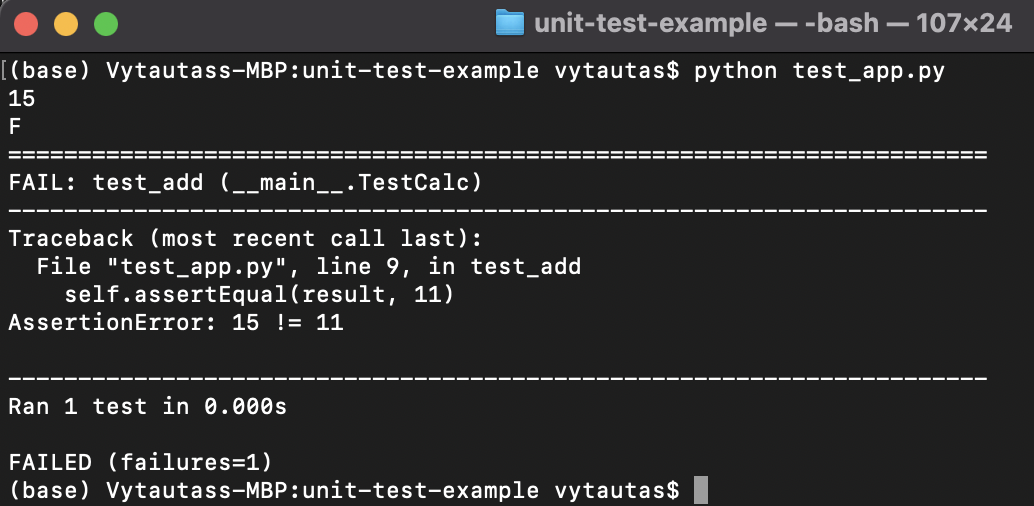 unit-test-example — -bash — 107×24
[(base) Vytautass-MBP:unit-test-example vytautas$ python test_app.py
15
F
======================================================================
FAIL: test_add (__main__.TestCalc)
----------------------------------------------------------------------
Traceback (most recent call last):
  File "test_app.py", line 9, in test_add
    self.assertEqual(result, 11)
AssertionError: 15 != 11
----------------------------------------------------------------------
Ran 1 test in 0.000s
FAILED (failures=1)
(base) Vytautass-MBP:unit-test-example vytautas$